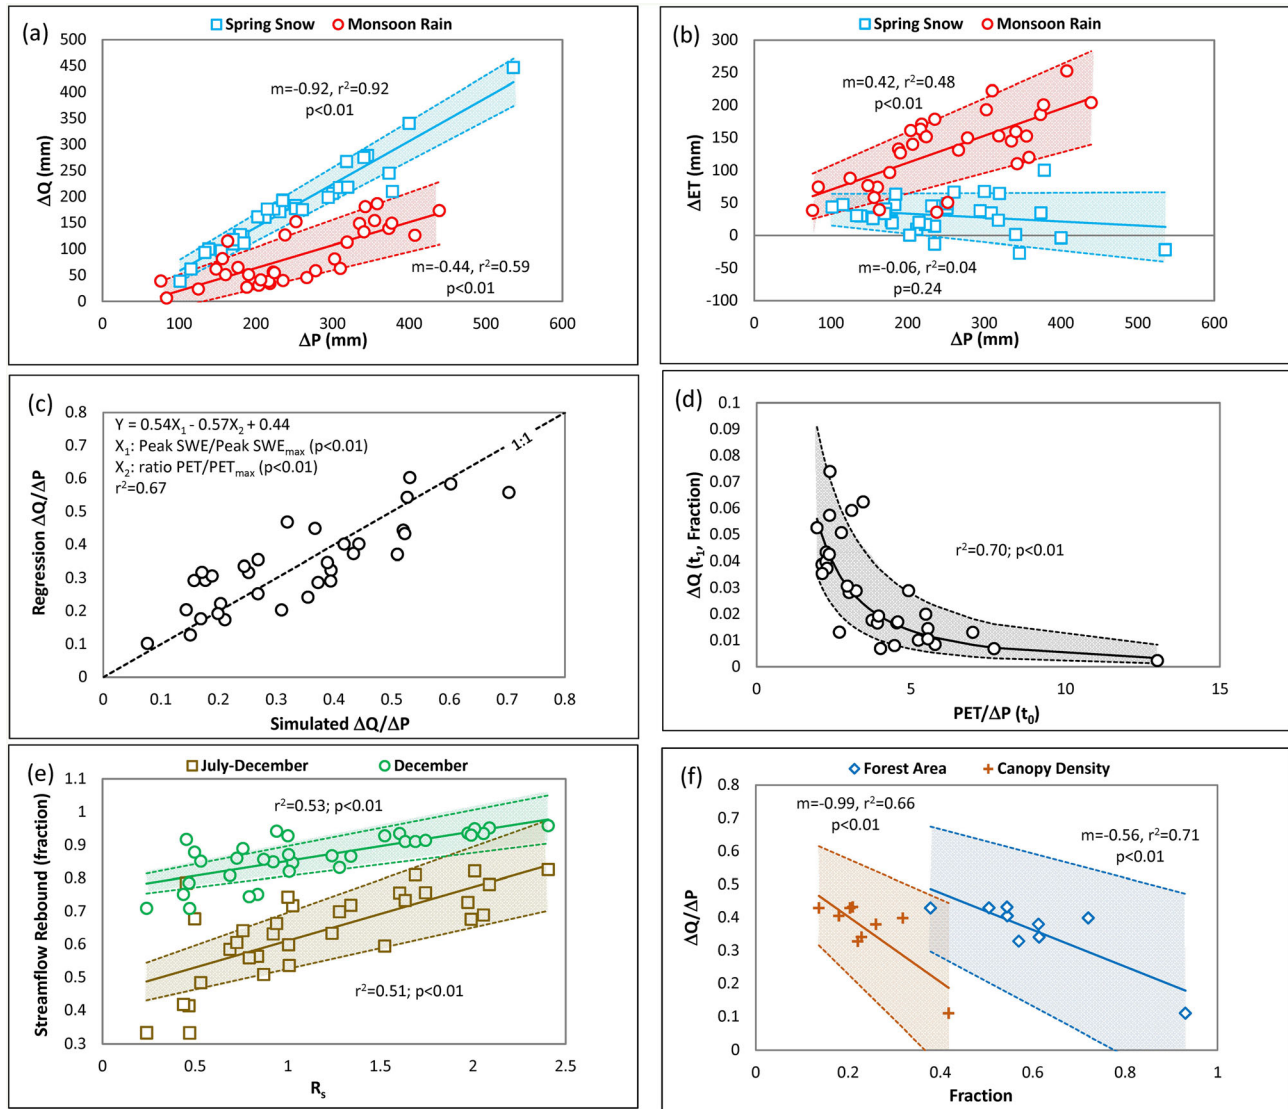 (a)
Spring Snow
Monsoon Rain
500
450
400
350
300
250
200
150
100
50
0
ΔQ (mm)
m=-0.92, r²=0.92
p<0.01
m=-0.44, r²=0.59
p<0.01
0 100 200 300 400 500 600
ΔP (mm)
(b)
Spring Snow
Monsoon Rain
300
250
200
150
100
50
0
-50
-100
ΔET (mm)
m=0.42, r²=0.48
p<0.01
m=-0.06, r²=0.04
p=0.24
0 100 200 300 400 500 600
ΔP (mm)
(c)
0.8
0.7
0.6
0.5
0.4
0.3
0.2
0.1
0
Regression ΔQ/ΔP
Y = 0.54X₁ - 0.57X₂ + 0.44
X₁: Peak SWE/Peak SWEmax (p<0.01)
X₂: ratio PET/PETmax (p<0.01)
r²=0.67
1:1
0 0.1 0.2 0.3 0.4 0.5 0.6 0.7 0.8
Simulated ΔQ/ΔP
(d)
0.1
0.09
0.08
0.07
0.06
0.05
0.04
0.03
0.02
0.01
0
ΔQ (t₁, Fraction)
r²=0.70; p<0.01
0 5 10 15
PET/ΔP (t₀)
(e)
July-December
December
1.1
1
0.9
0.8
0.7
0.6
0.5
0.4
0.3
Streamflow Rebound (fraction)
r²=0.53; p<0.01
r²=0.51; p<0.01
0 0.5 1 1.5 2 2.5
Rₛ
(f)
Forest Area
Canopy Density
0.8
0.7
0.6
0.5
0.4
0.3
0.2
0.1
0
ΔQ/ΔP
m=-0.99, r²=0.66
p<0.01
m=-0.56, r²=0.71
p<0.01
0 0.2 0.4 0.6 0.8 1
Fraction